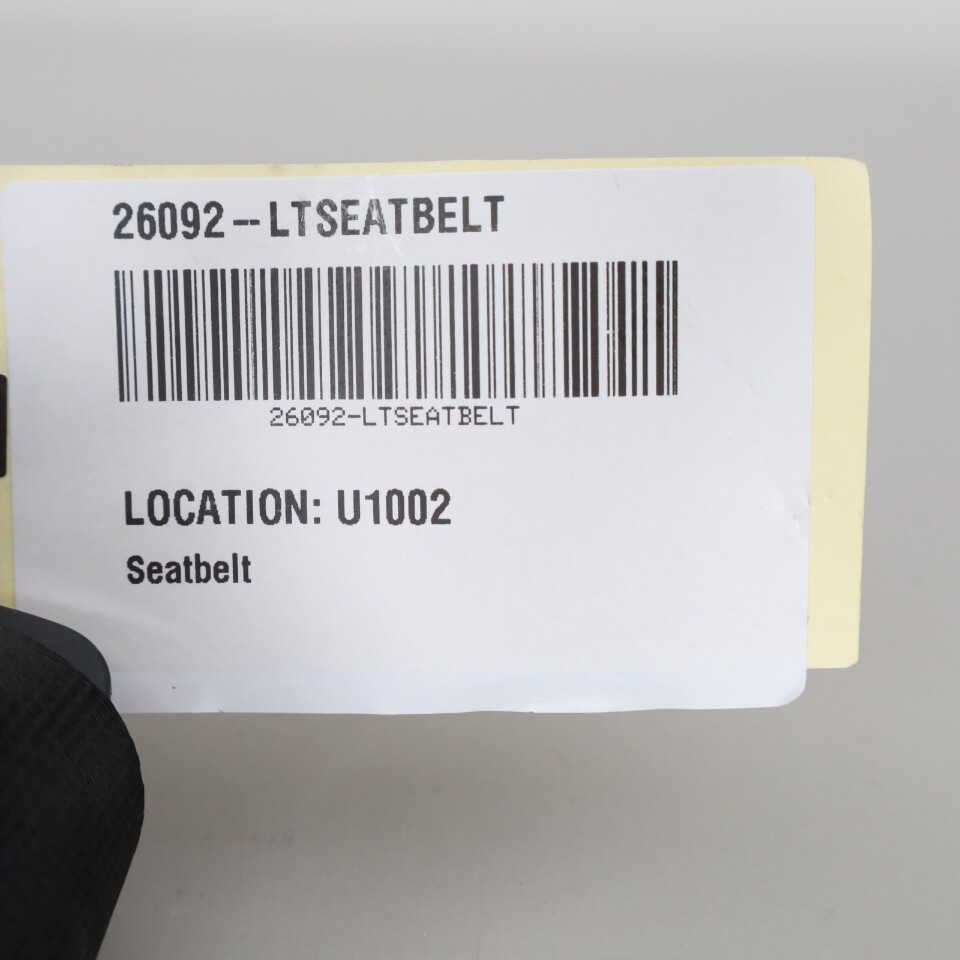 26092--LTSEATBELT
26092-LTSEATBELT
LOCATION: U1002
Seatbelt